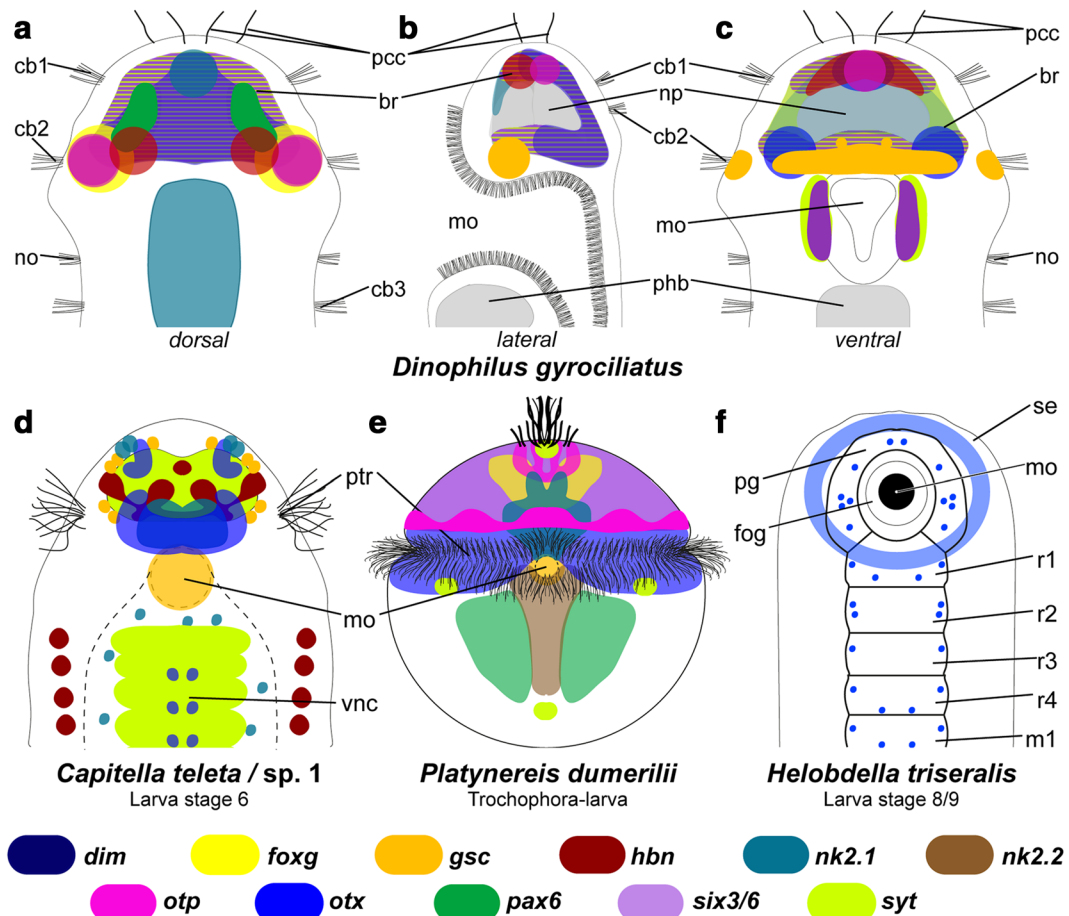 a
b
c
pcc
pcc
cb1
cb1
br
br
np
cb2
cb2
mo
mo
no
no
phb
cb3
dorsal
lateral
ventral
Dinophilus gyrociliatus
d
e
f
se
ptr
pg
mo
fog
r1
mo
r2
r3
vnc
r4
m1
Capitella teleta / sp. 1
Larva stage 6
Platynereis dumerilii
Trochophora-larva
Helobdella triseralis
Larva stage 8/9
dim foxg gsc hbn nk2.1 nk2.2
otp otx pax6 six3/6 syt